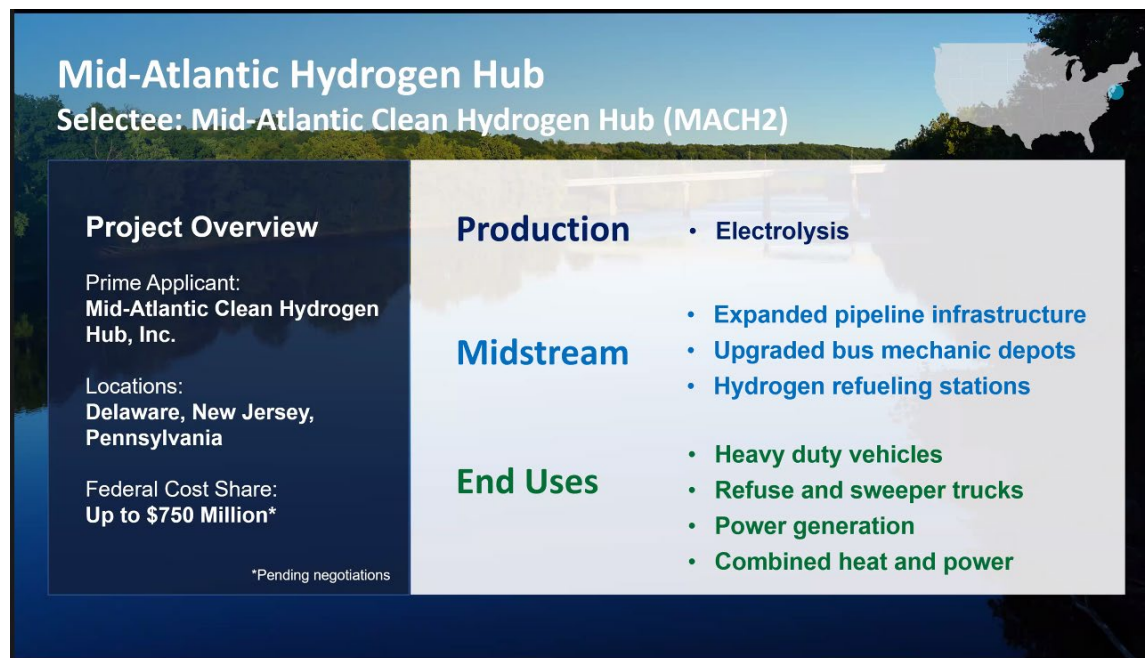 Mid-Atlantic Hydrogen Hub
Selectee: Mid-Atlantic Clean Hydrogen Hub (MACH2)
Project Overview
Prime Applicant:
Mid-Atlantic Clean Hydrogen
Hub, Inc.
Locations:
Delaware, New Jersey,
Pennsylvania
Federal Cost Share:
Up to $750 Million*
*Pending negotiations
Production
• Electrolysis
Midstream
• Expanded pipeline infrastructure
• Upgraded bus mechanic depots
• Hydrogen refueling stations
End Uses
• Heavy duty vehicles
• Refuse and sweeper trucks
• Power generation
• Combined heat and power